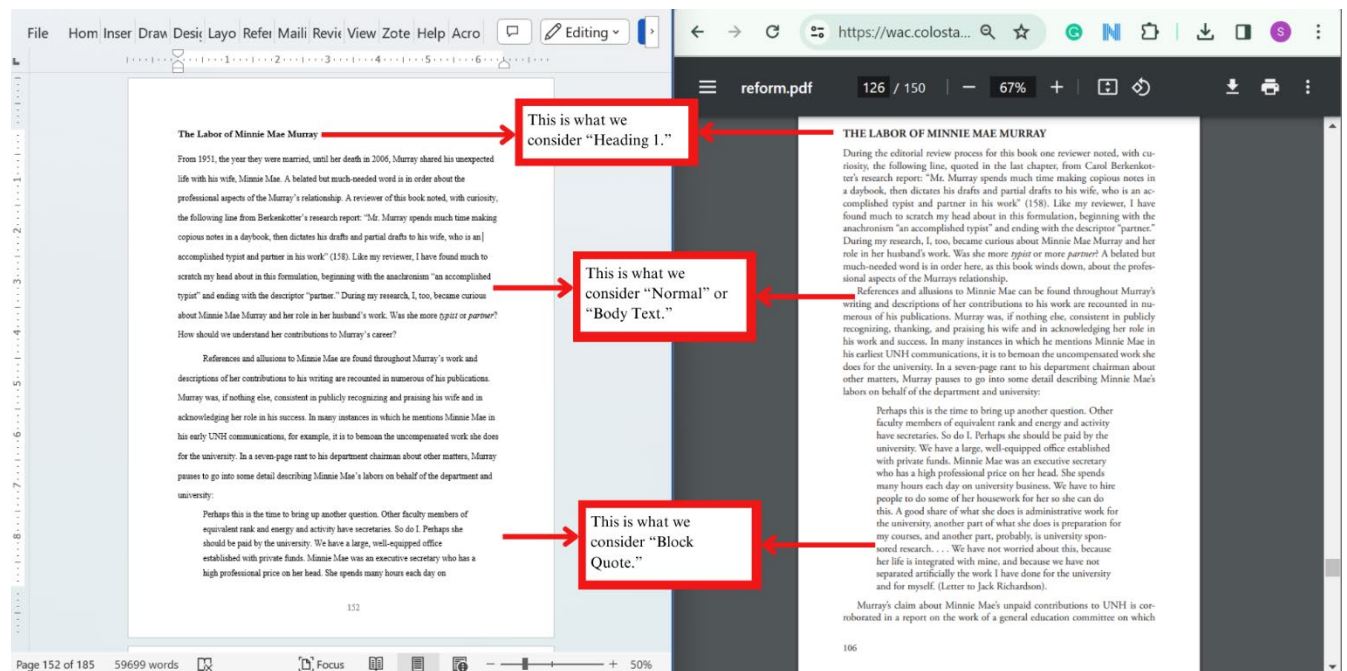 File Hom Inser Draw Desig Layo Refer Maili Revie View Zote Help Acro Editing
1 2 3 4 5 6
The Labor of Minnie Mae Murray
From 1951, the year they were married, until her death in 2006, Murray shared his unexpected
life with his wife, Minnie Mae. A belated but much-needed word is in order about the
professional aspects of the Murray's relationship. A reviewer of this book noted, with curiosity,
the following line from Berkenkotter's research report: "Mr. Murray spends much time making
copious notes in a daybook, then dictates his drafts and partial drafts to his wife, who is an
accomplished typist and partner in his work" (158). Like my reviewer, I have found much to
scratch my head about in this formulation, beginning with the anachronism "an accomplished
typist" and ending with the descriptor "partner." During my research, I, too, became curious
about Minnie Mae Murray and her role in her husband's work. Was she more typist or partner?
How should we understand her contributions to Murray's career?
References and allusions to Minnie Mae are found throughout Murray's work and
descriptions of her contributions to his writing are recounted in numerous of his publications.
Murray was, if nothing else, consistent in publicly recognizing and praising his wife and in
acknowledging her role in his success. In many instances in which he mentions Minnie Mae in
his early UNH communications, for example, it is to bemoan the uncompensated work she does
for the university. In a seven-page rant to his department chairman about other matters, Murray
pauses to go into some detail describing Minnie Mae's labors on behalf of the department and
university:
Perhaps this is the time to bring up another question. Other faculty members of
equivalent rank and energy and activity have secretaries. So do I. Perhaps she
should be paid by the university. We have a large, well-equipped office
established with private funds. Minnie Mae was an executive secretary who has a
high professional price on her head. She spends many hours each day on
152
Page 152 of 185 59699 words Focus 50%
This is what we
consider "Heading 1."
This is what we
consider "Normal" or
"Body Text."
This is what we
consider "Block
Quote."
https://wac.colosta... S
reform.pdf 126 / 150 67%
THE LABOR OF MINNIE MAE MURRAY
During the editorial review process for this book one reviewer noted, with cu-
riosity, the following line, quoted in the last chapter, from Carol Berkenkot-
ter's research report: "Mr. Murray spends much time making copious notes in
a daybook, then dictates his drafts and partial drafts to his wife, who is an ac-
complished typist and partner in his work" (158). Like my reviewer, I have
found much to scratch my head about in this formulation, beginning with the
anachronism "an accomplished typist" and ending with the descriptor "partner."
During my research, I, too, became curious about Minnie Mae Murray and her
role in her husband's work. Was she more typist or more partner? A belated but
much-needed word is in order here, as this book winds down, about the profes-
sional aspects of the Murrays relationship.
References and allusions to Minnie Mae can be found throughout Murray's
writing and descriptions of her contributions to his work are recounted in nu-
merous of his publications. Murray was, if nothing else, consistent in publicly
recognizing, thanking, and praising his wife and in acknowledging her role in
his work and success. In many instances in which he mentions Minnie Mae in
his earliest UNH communications, it is to bemoan the uncompensated work she
does for the university. In a seven-page rant to his department chairman about
other matters, Murray pauses to go into some detail describing Minnie Mae's
labors on behalf of the department and university:
Perhaps this is the time to bring up another question. Other
faculty members of equivalent rank and energy and activity
have secretaries. So do I. Perhaps she should be paid by the
university. We have a large, well-equipped office established
with private funds. Minnie Mae was an executive secretary
who has a high professional price on her head. She spends
many hours each day on university business. We have to hire
people to do some of her housework for her so she can do
this. A good share of what she does is administrative work for
the university, another part of what she does is preparation for
my courses, and another part, probably, is university spon-
sored research. . . . We have not worried about this, because
her life is integrated with mine, and because we have not
separated artificially the work I have done for the university
and for myself. (Letter to Jack Richardson).
Murray's claim about Minnie Mae's unpaid contributions to UNH is cor-
roborated in a report on the work of a general education committee on which
106